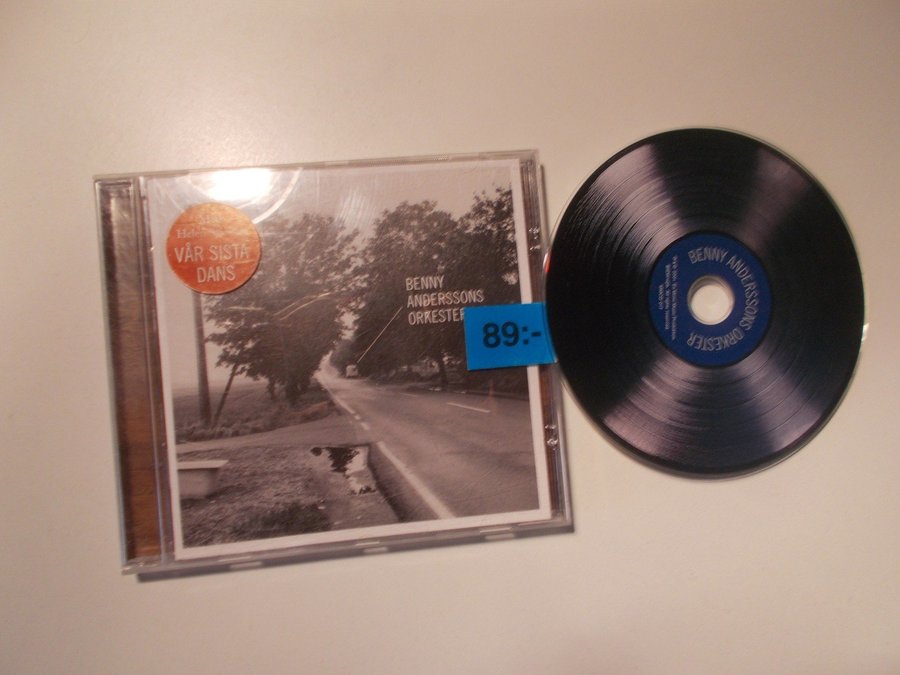 VÅR SISTA
DANS
BENNY
ANDERSSONS
ORKESTER
89:-
BENNY ANDERSSONS ORKESTER